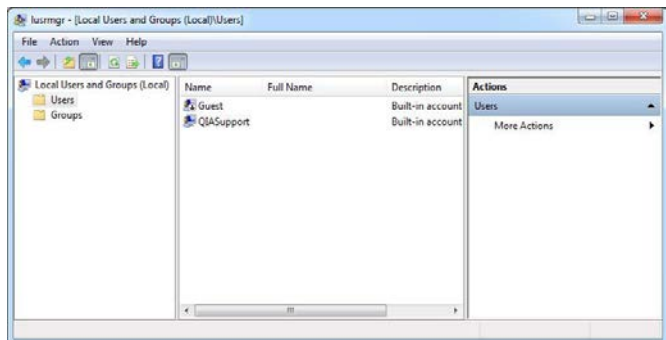 lusrmgr - [Local Users and Groups (Local)\Users]
File Action View Help
Local Users and Groups (Local)
Users
Groups
Name Full Name Description
Guest Built-in account
QIASupport Built-in account
Actions
Users
More Actions